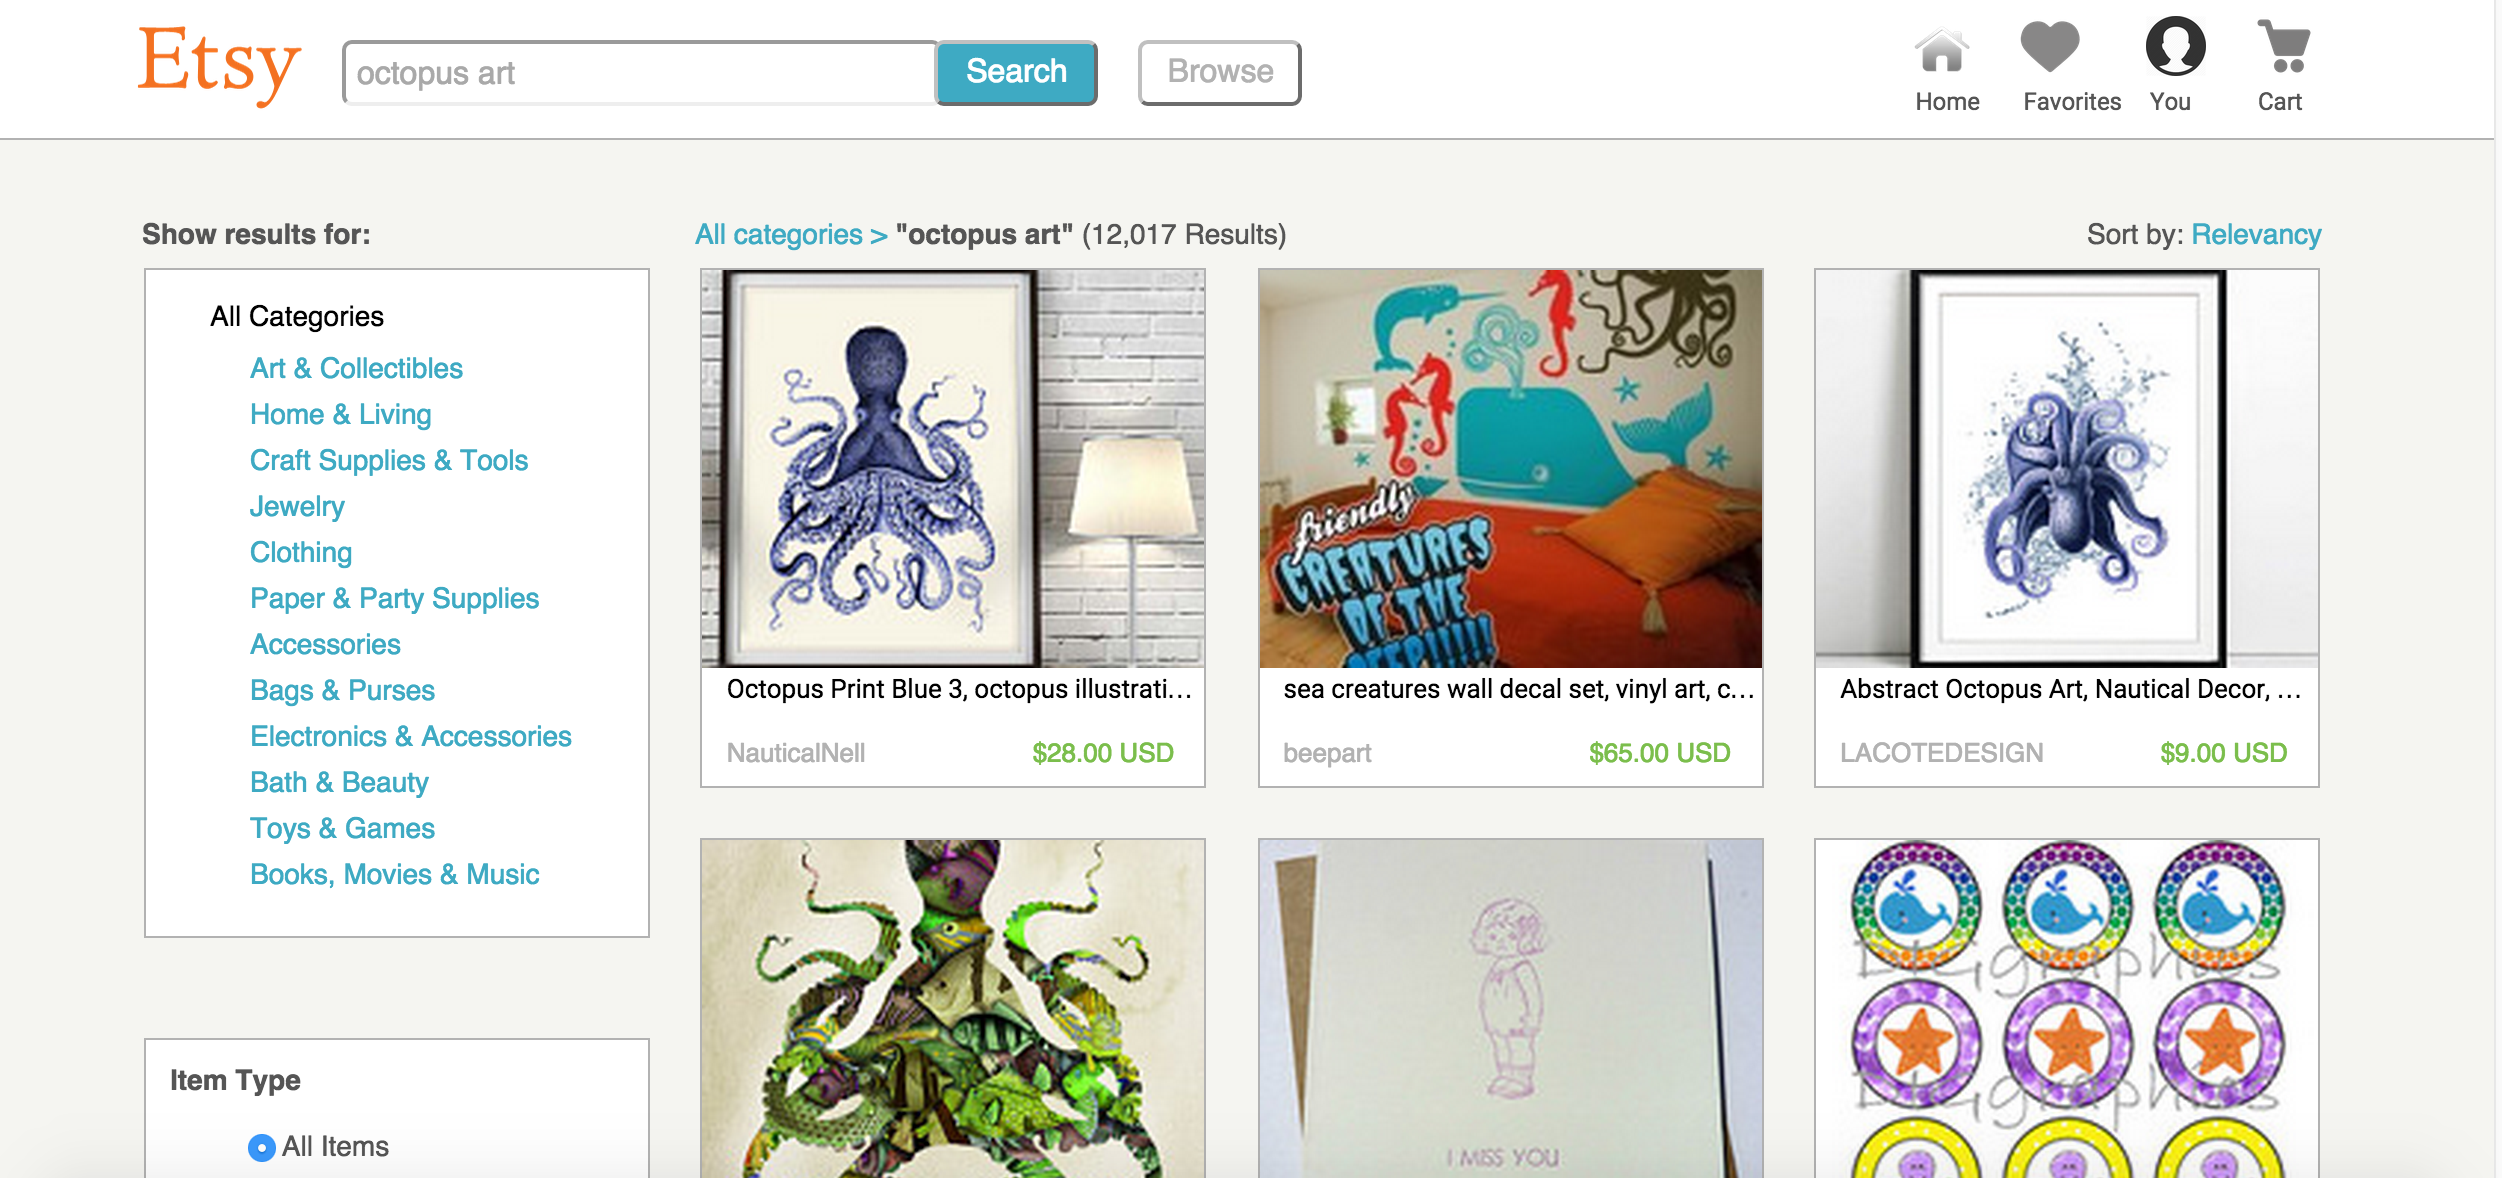 Etsy
octopus art
Search
Browse
Home
Favorites
You
Cart
Show results for:
All categories > "octopus art" (12,017 Results)
Sort by: Relevancy
All Categories
Art & Collectibles
Home & Living
Craft Supplies & Tools
Jewelry
Clothing
Paper & Party Supplies
Accessories
Bags & Purses
Electronics & Accessories
Bath & Beauty
Toys & Games
Books, Movies & Music
Item Type
All Items
friendly
CREATURES
OF THE
DEEP!!!!
Octopus Print Blue 3, octopus illustrati...
NauticalNell
$28.00 USD
sea creatures wall decal set, vinyl art, c...
beepart
$65.00 USD
Abstract Octopus Art, Nautical Decor, ...
LACOTEDESIGN
$9.00 USD
I MISS YOU